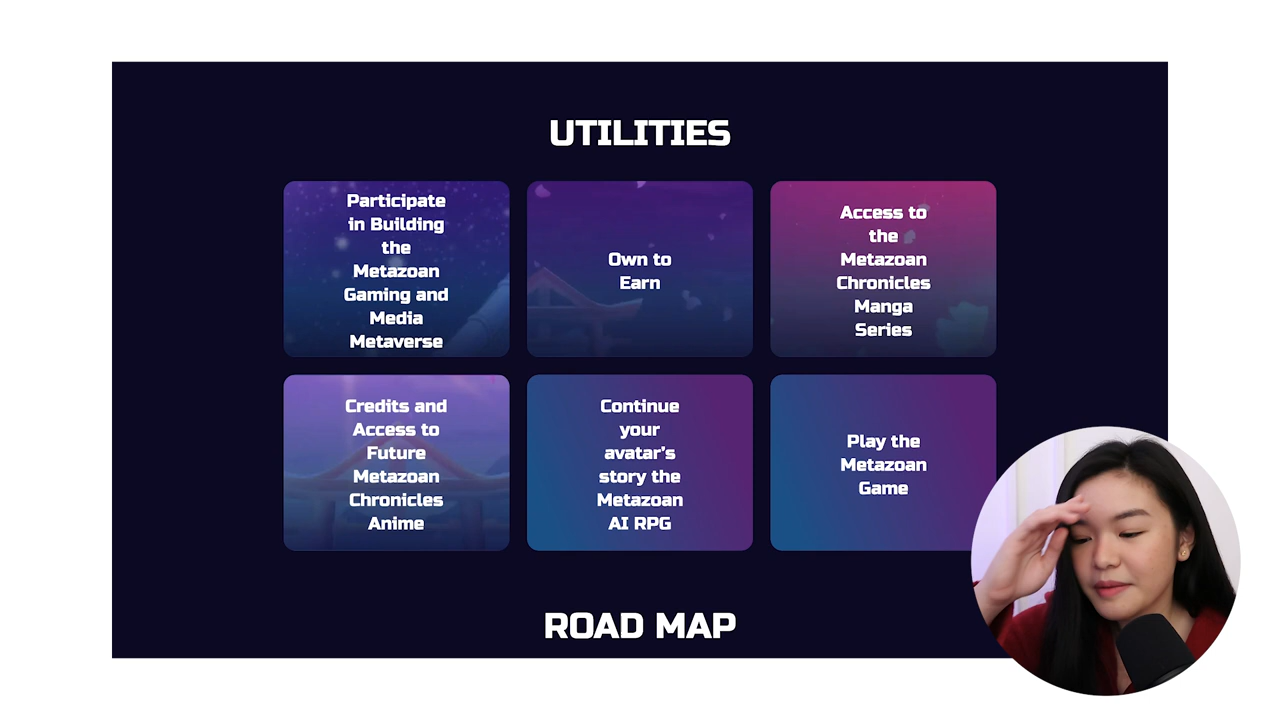 UTILITIES
Participate
in Building
the
Metazoan
Gaming and
Media
Metaverse
Own to
Earn
Access to
the
Metazoan
Chronicles
Manga
Series
Credits and
Access to
Future
Metazoan
Chronicles
Anime
Continue
your
avatar's
story the
Metazoan
AI RPG
Play the
Metazoan
Game
ROAD MAP